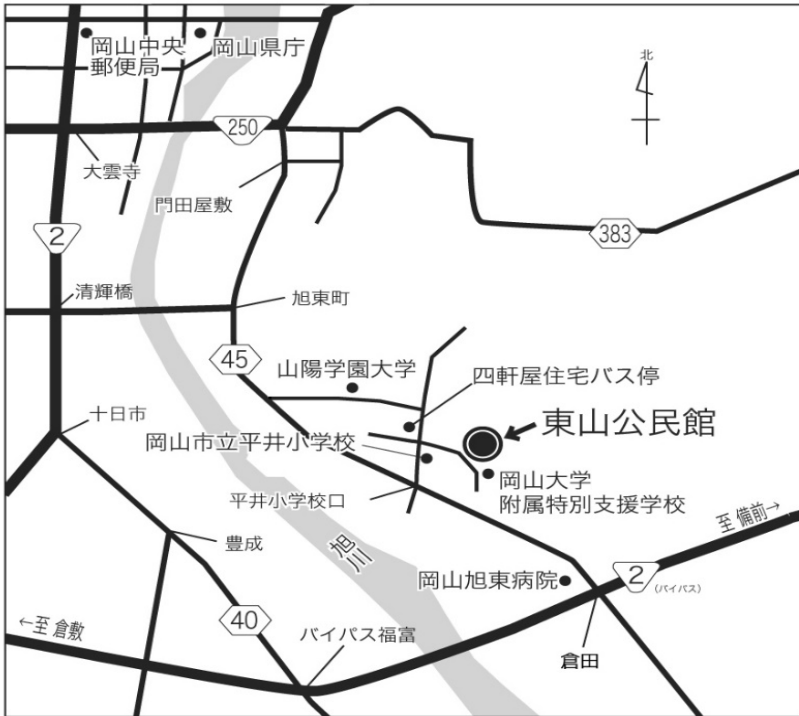 岡山中央
郵便局
岡山県庁
北
250
大雲寺
門田屋敷
2
383
清輝橋
旭東町
45
山陽学園大学
四軒屋住宅バス停
十日市
東山公民館
岡山市立平井小学校
岡山大学
附属特別支援学校
平井小学校口
至 備前→
豊成
旭川
岡山旭東病院
2
(バイパス)
←至 倉敷
40
バイパス福富
倉田